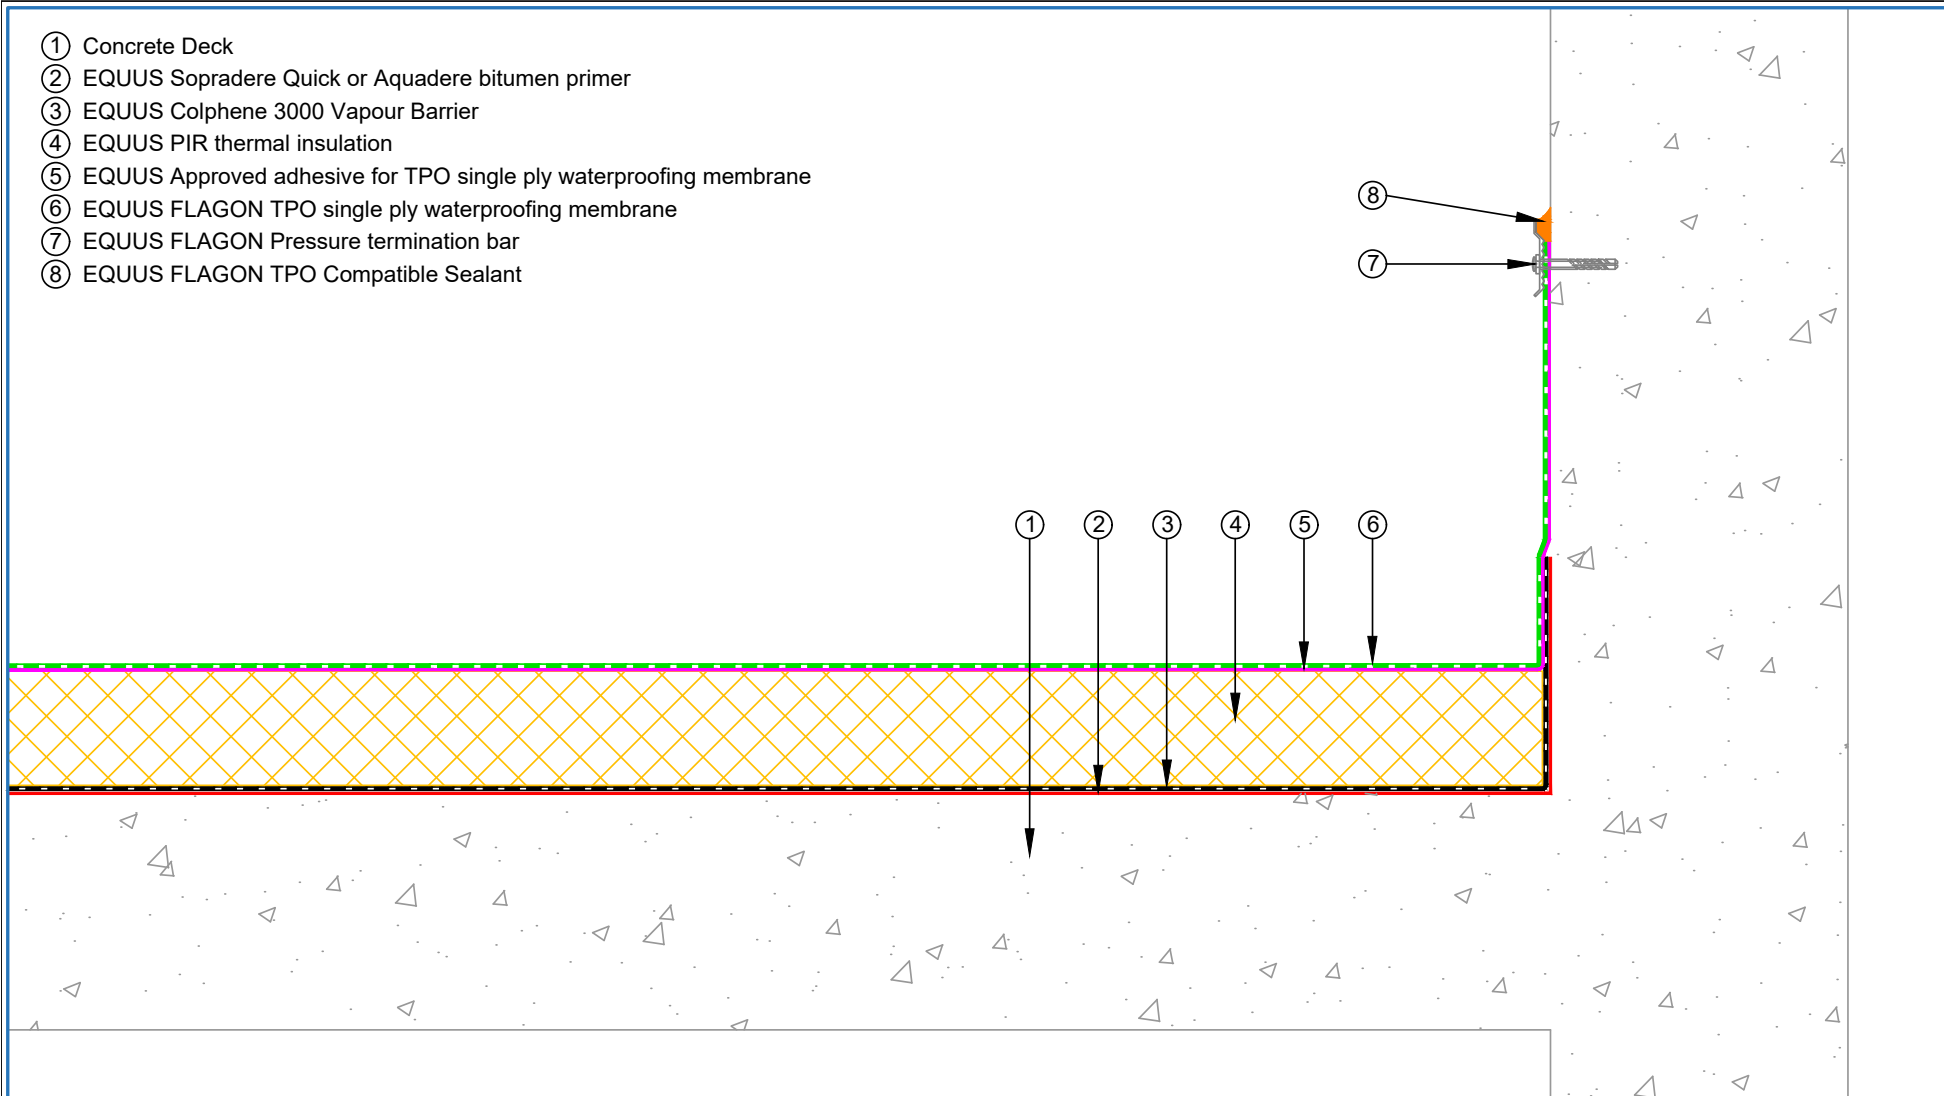 1 Concrete Deck
2 EQUUS Sopradere Quick or Aquadere bitumen primer
3 EQUUS Colphene 3000 Vapour Barrier
4 EQUUS PIR thermal insulation
5 EQUUS Approved adhesive for TPO single ply waterproofing membrane
6 EQUUS FLAGON TPO single ply waterproofing membrane
7 EQUUS FLAGON Pressure termination bar
8 EQUUS FLAGON TPO Compatible Sealant
8
7
1 2 3 4 5 6